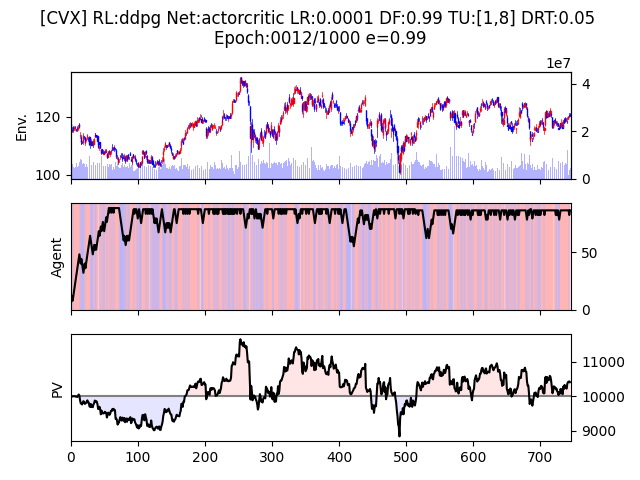 [CVX] RL:ddpg Net:actorcritic LR:0.0001 DF:0.99 TU:[1,8] DRT:0.05
Epoch:0012/1000 e=0.99
1e7
Env.
120
100
4
2
0
Agent
50
0
PV
11000
10000
9000
0 100 200 300 400 500 600 700